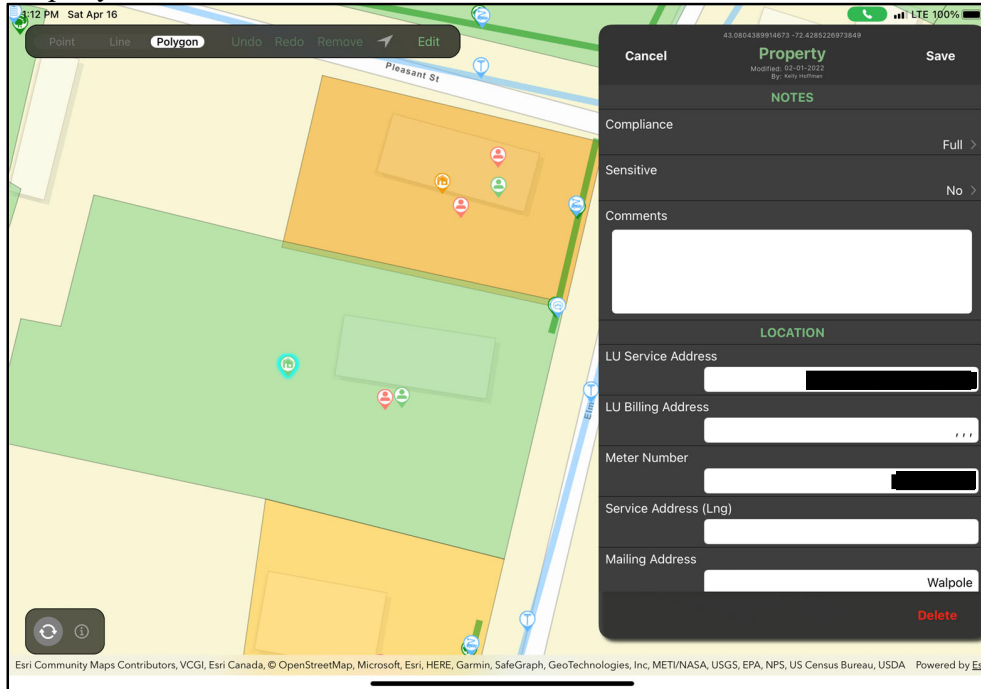 :12 PM Sat Apr 16
LTE 100%
Point Line Polygon Undo Redo Remove Edit
43.0804389914673 -72.4285226973849
Cancel Property Save
Modified: 02-01-2022
By: Kelly Hoffman
NOTES
Compliance
Full
Sensitive
No
Comments
LOCATION
LU Service Address
LU Billing Address
, , ,
Meter Number
Service Address (Lng)
Mailing Address
Walpole
Delete
Pleasant St
Elm
Esri Community Maps Contributors, VCGI, Esri Canada, © OpenStreetMap, Microsoft, Esri, HERE, Garmin, SafeGraph, GeoTechnologies, Inc, METI/NASA, USGS, EPA, NPS, US Census Bureau, USDA Powered by Es